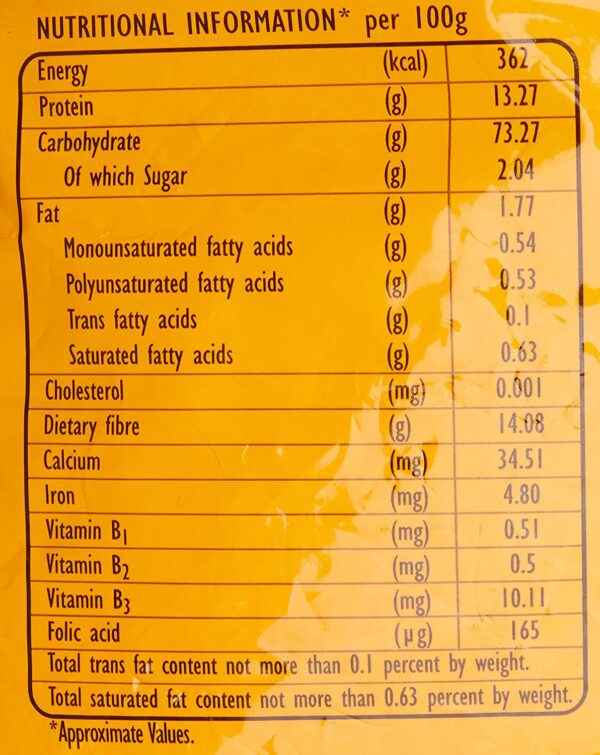 NUTRITIONAL INFORMATION* per 100g
Energy (kcal) 362
Protein (g) 13.27
Carbohydrate (g) 73.27
Of which Sugar (g) 2.04
Fat (g) 1.77
Monounsaturated fatty acids (g) 0.54
Polyunsaturated fatty acids (g) 0.53
Trans fatty acids (g) 0.1
Saturated fatty acids (g) 0.63
Cholesterol (mg) 0.001
Dietary fibre (g) 14.08
Calcium (mg) 34.51
Iron (mg) 4.80
Vitamin B₁ (mg) 0.51
Vitamin B₂ (mg) 0.5
Vitamin B₃ (mg) 10.11
Folic acid (µg) 165
Total trans fat content not more than 0.1 percent by weight.
Total saturated fat content not more than 0.63 percent by weight.
*Approximate Values.